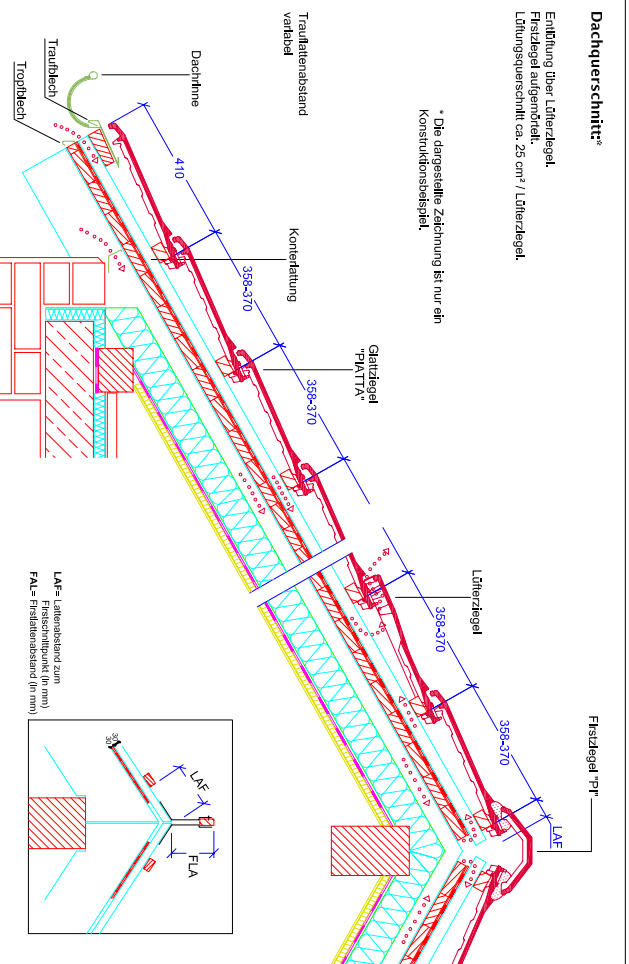 Dachquerschnitt:*
Entlüftung über Lüfterziegel.
Firstziegel aufgemörtelt.
Lüftungsquerschnitt ca. 25 cm² / Lüfterziegel.
* Die dargestellte Zeichnung ist nur ein
Konstruktionsbeispiel.
Trauflattenabstand
variabel
Dachrinne
Traufblech
Tropfblech
410
Konterlattung
358-370
Glattziegel
"PIATTA"
358-370
Lüfterziegel
358-370
358-370
Firstziegel "PI"
LAF
LAF= Lattenabstand zum
Firstschnittpunkt (in mm)
FAL= Firstlattenabstand (in mm)
30
30
LAF
FLA